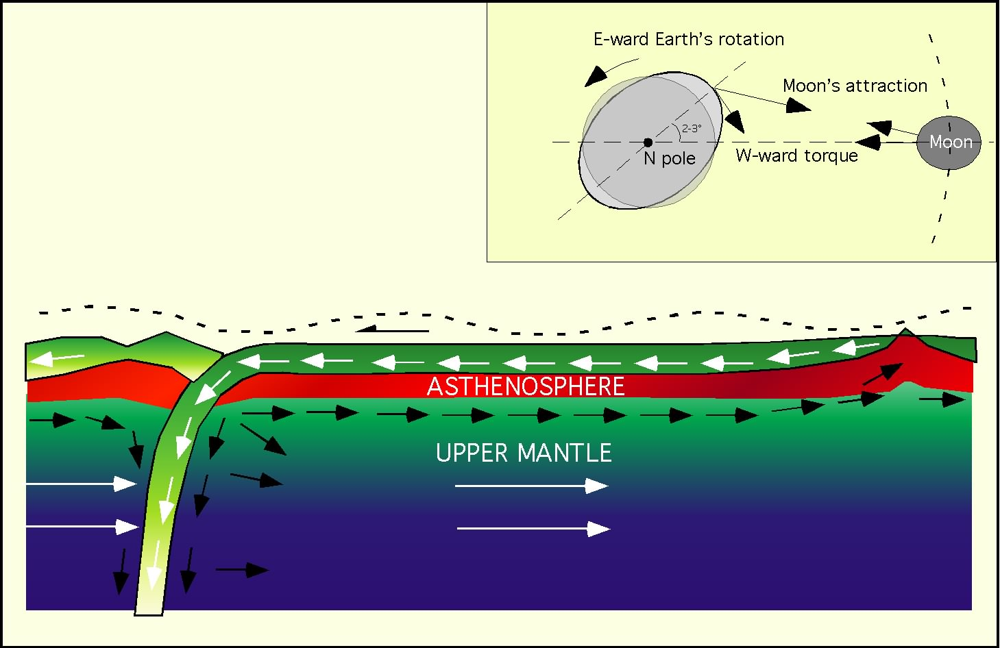 E-ward Earth's rotation
Moon's attraction
2-3°
Moon
N pole
W-ward torque
ASTHENOSPHERE
UPPER MANTLE